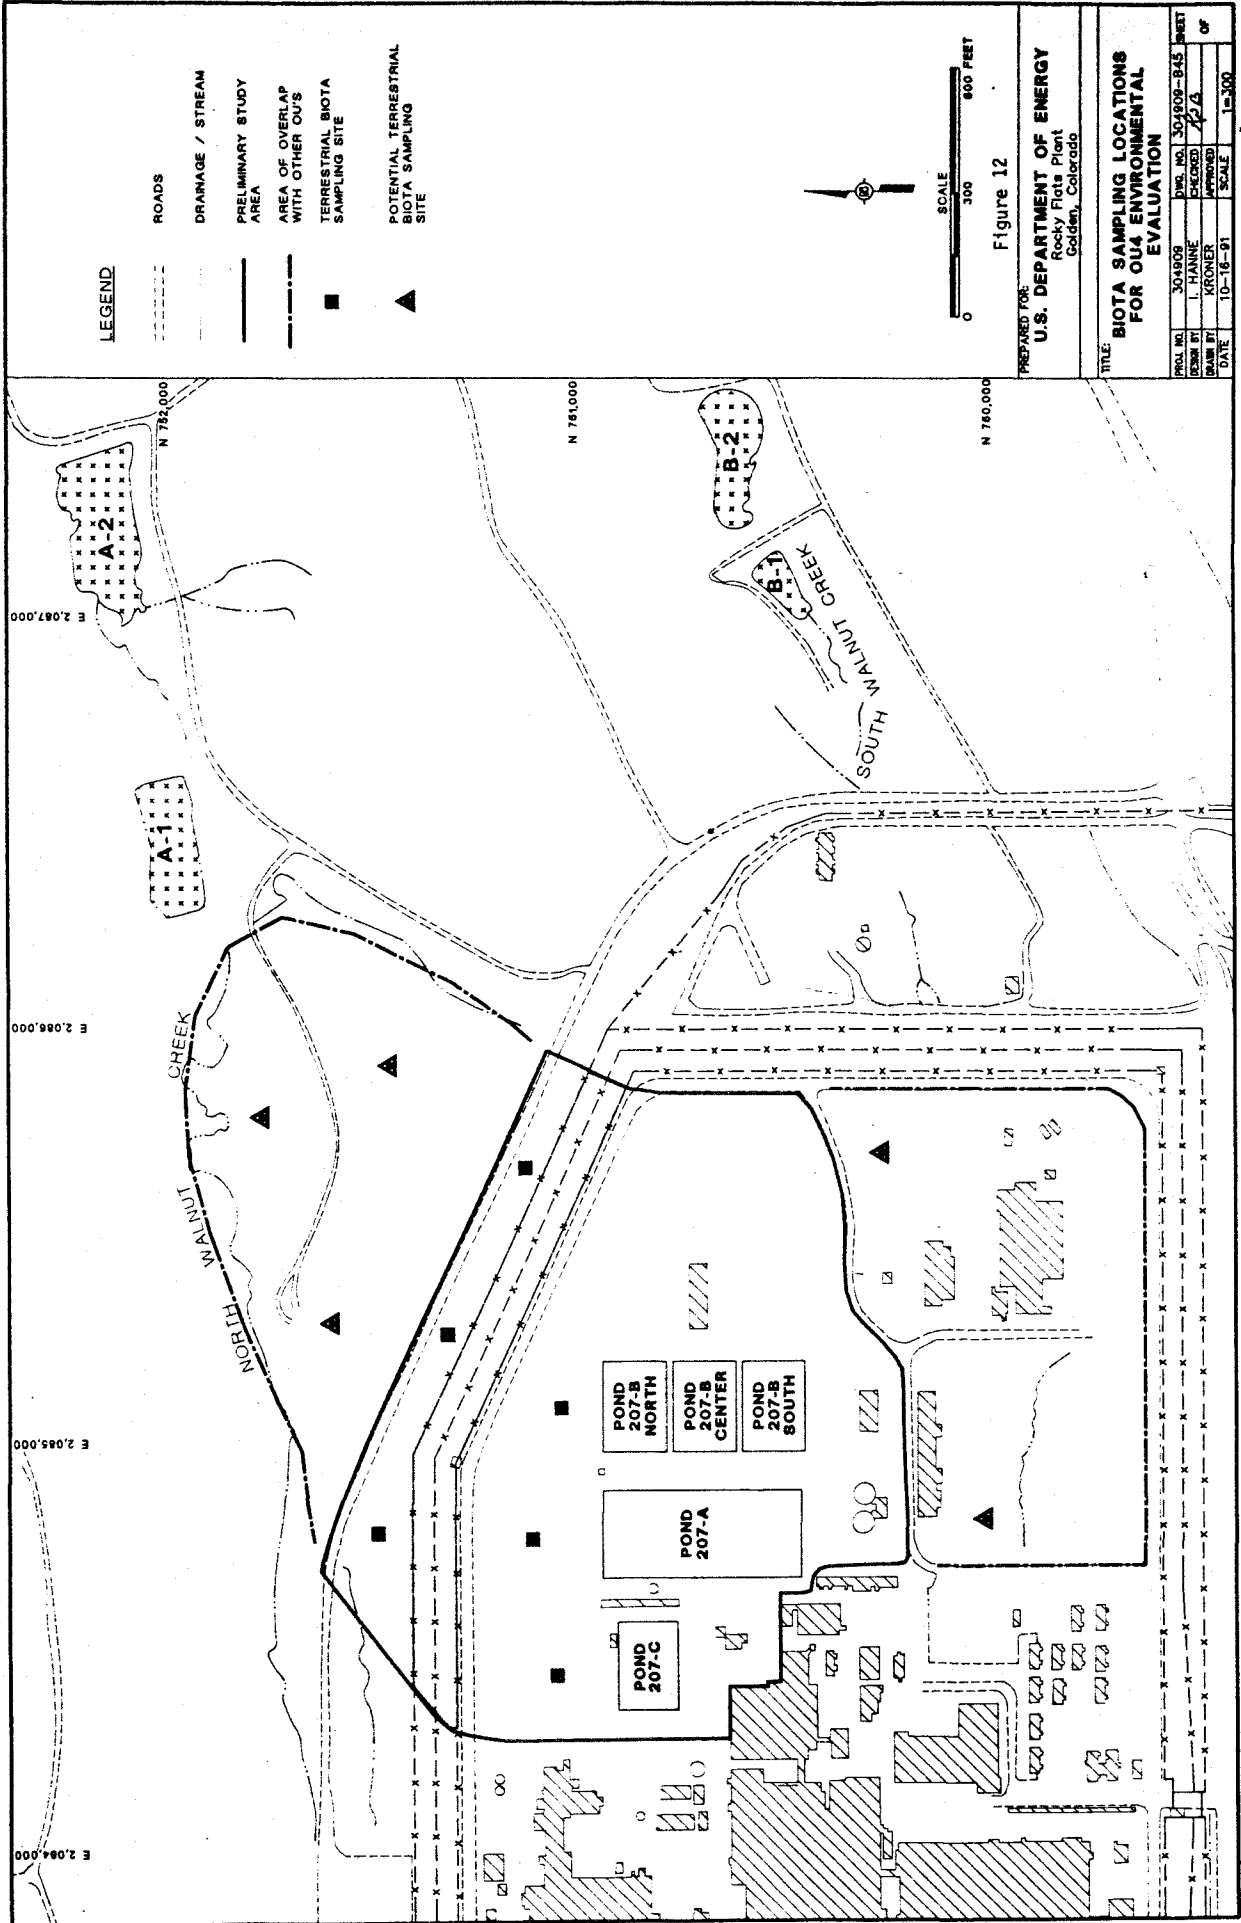 LEGEND
ROADS
DRAINAGE / STREAM
PRELIMINARY STUDY
AREA
AREA OF OVERLAP
WITH OTHER OU'S
TERRESTRIAL BIOTA
SAMPLING SITE
POTENTIAL TERRESTRIAL
BIOTA SAMPLING
SITE
SCALE
0 300 600 FEET
Figure 12
PREPARED FOR:
U.S. DEPARTMENT OF ENERGY
Rocky Flats Plant
Golden, Colorado
TITLE:
BIOTA SAMPLING LOCATIONS
FOR OU4 ENVIRONMENTAL
EVALUATION
PROJ. NO. 304909 DWG. NO. 304909-B45 SHEET
DESIGN BY I. HANNE CHECKED OF
DRAWN BY KRONER APPROVED
DATE 10-16-91 SCALE 1=300
N 752,000
N 751,000
N 750,000
E 2,087,000
E 2,086,000
E 2,085,000
E 2,084,000
A-2
A-1
B-2
B-1
SOUTH WALNUT CREEK
NORTH WALNUT CREEK
POND
207-B
NORTH
POND
207-B
CENTER
POND
207-B
SOUTH
POND
207-A
POND
207-C